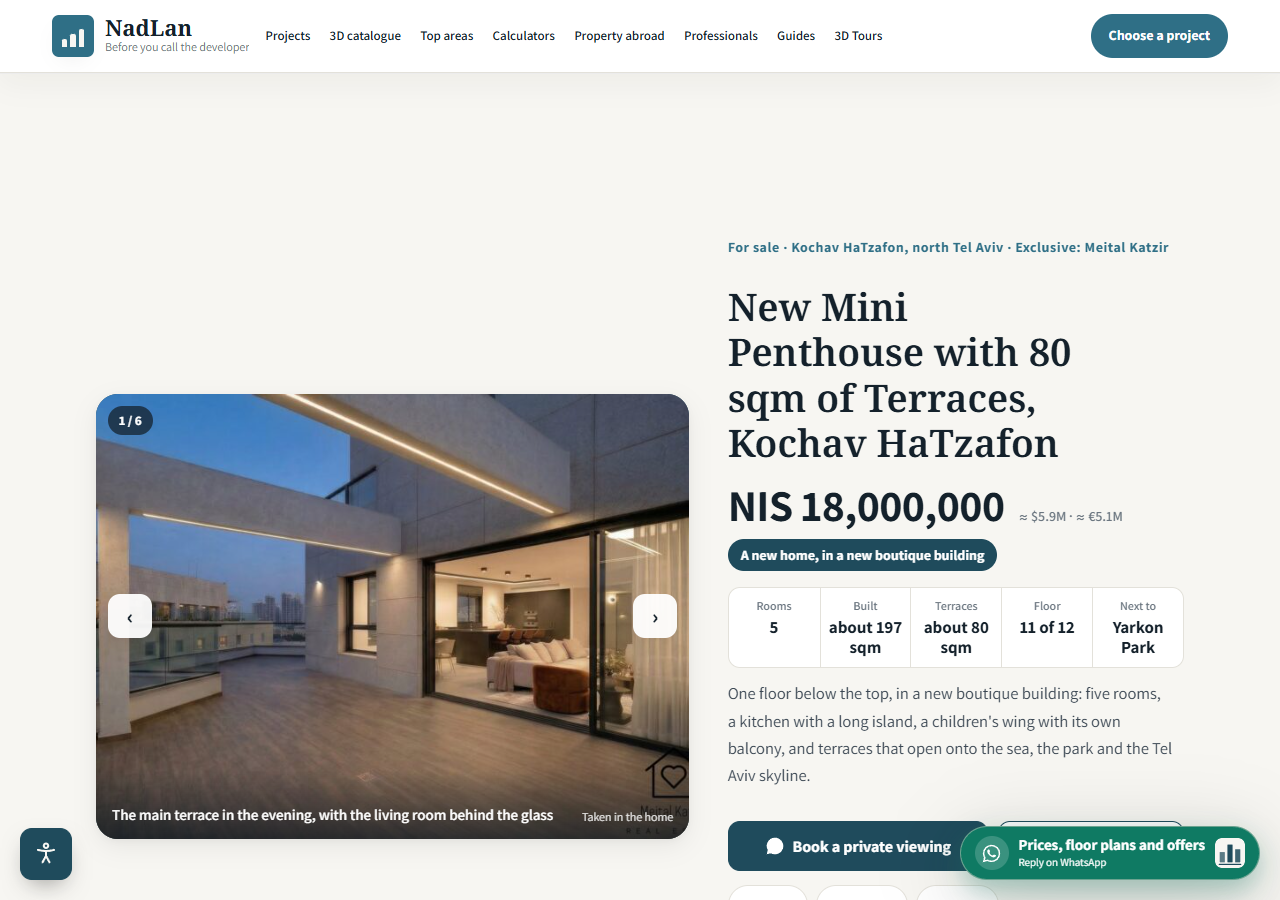 NadLan
Before you call the developer
Projects
3D catalogue
Top areas
Calculators
Property abroad
Professionals
Guides
3D Tours
Choose a project
For sale · Kochav HaTzafon, north Tel Aviv · Exclusive: Meital Katzir
New Mini
Penthouse with 80
sqm of Terraces,
Kochav HaTzafon
NIS 18,000,000
≈ $5.9M · ≈ €5.1M
A new home, in a new boutique building
Rooms
5
Built
about 197
sqm
Terraces
about 80
sqm
Floor
11 of 12
Next to
Yarkon
Park
One floor below the top, in a new boutique building: five rooms,
a kitchen with a long island, a children's wing with its own
balcony, and terraces that open onto the sea, the park and the Tel
Aviv skyline.
1 / 6
‹
›
The main terrace in the evening, with the living room behind the glass
Taken in the home
Book a private viewing
Prices, floor plans and offers
Reply on WhatsApp